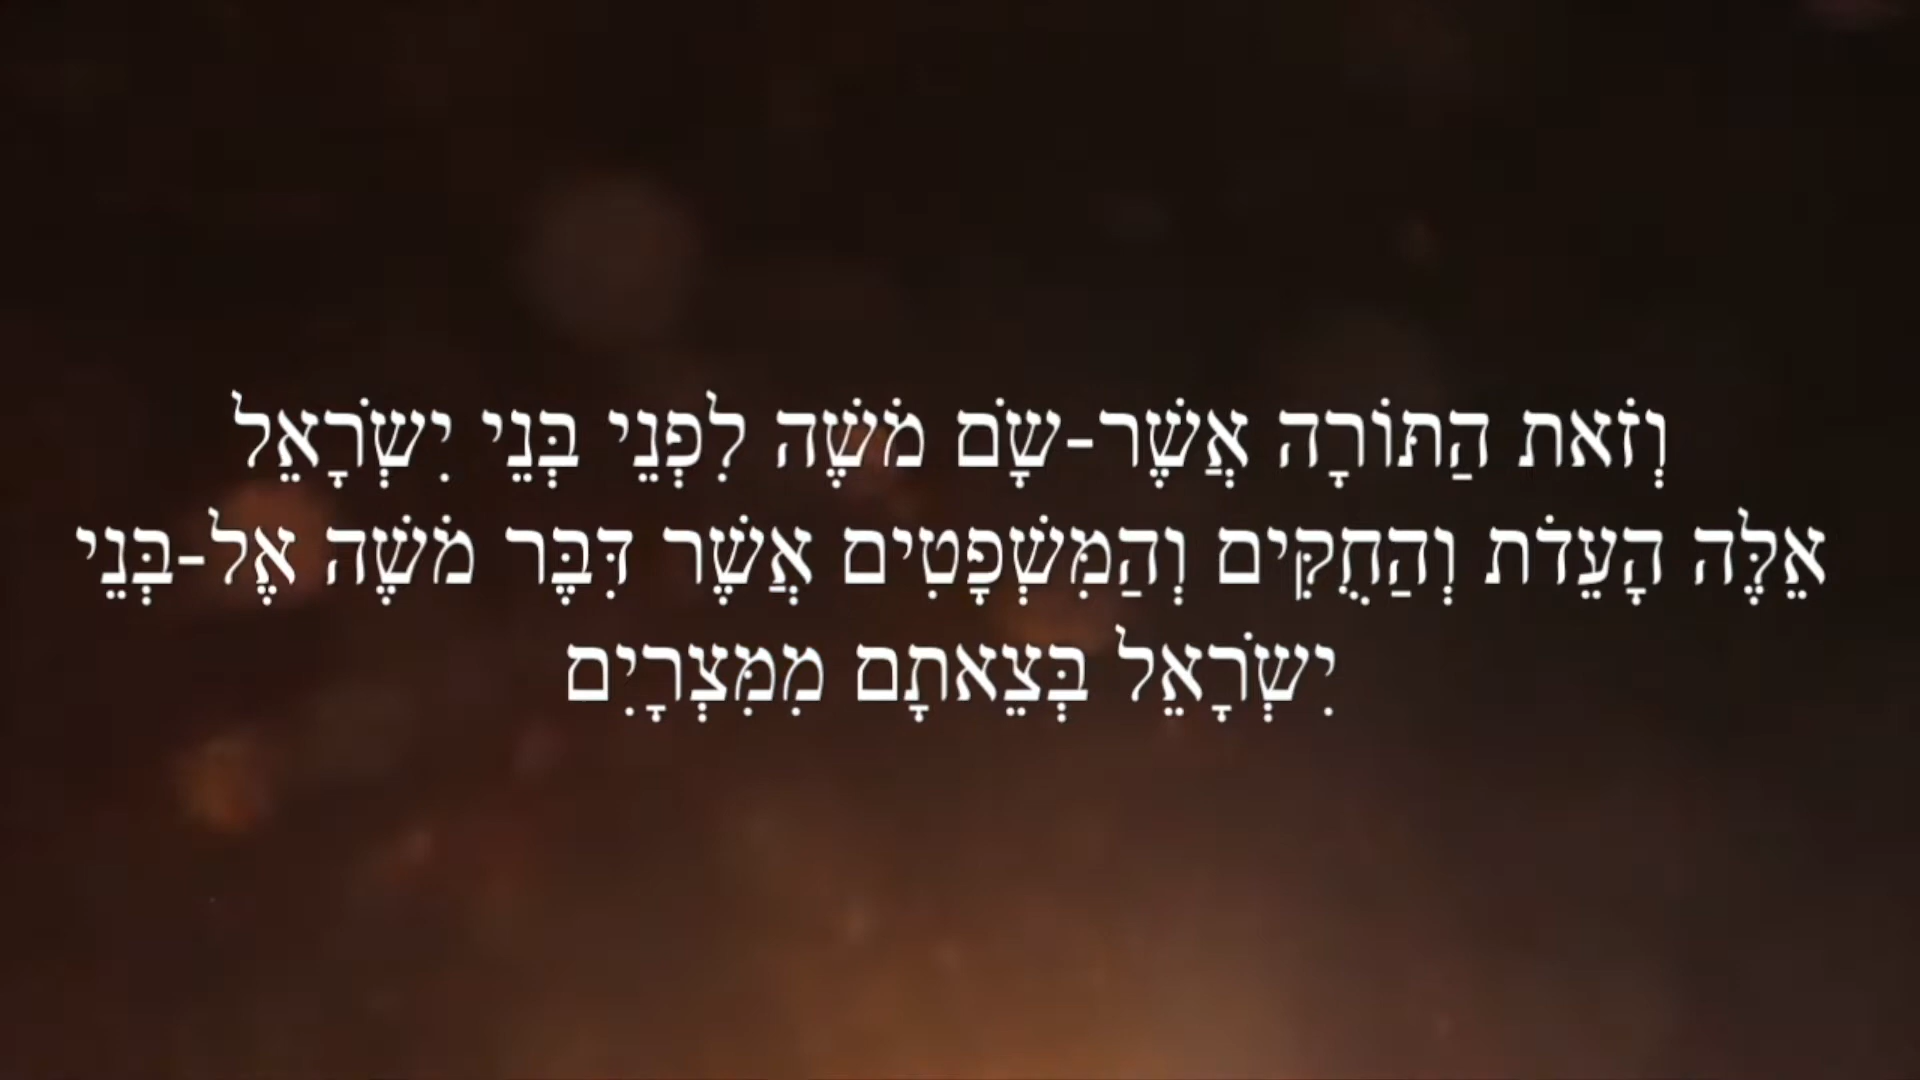 וְזֹאת הַתּוֹרָה אֲשֶׁר-שָׂם מֹשֶׁה לִפְנֵי בְּנֵי יִשְׂרָאֵל
אֵלֶּה הָעֵדֹת וְהַחֻקִּים וְהַמִּשְׁפָּטִים אֲשֶׁר דִּבֶּר מֹשֶׁה אֶל-בְּנֵי
יִשְׂרָאֵל בְּצֵאתָם מִמִּצְרָיִם